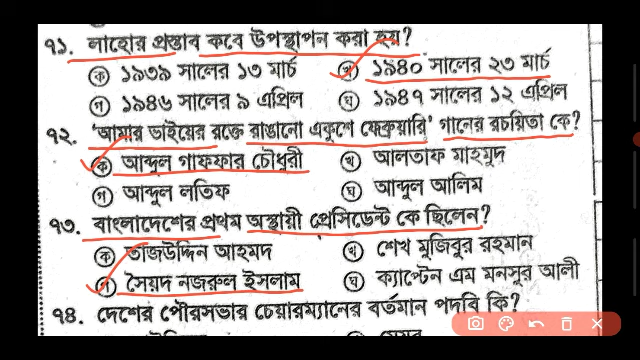 ৭১. লাহোর প্রস্তাব কবে উপস্থাপন করা হয়?
ক ১৯৩৯ সালের ১৩ মার্চ খ ১৯৪০ সালের ২৩ মার্চ
গ ১৯৪৬ সালের ৯ এপ্রিল ঘ ১৯৪৭ সালের ১২ এপ্রিল
৭২. ‘আমার ভাইয়ের রক্তে রাঙানো একুশে ফেব্রুয়ারি’ গানের রচয়িতা কে?
ক আব্দুল গাফফার চৌধুরী খ আলতাফ মাহমুদ
গ আব্দুল লতিফ ঘ আব্দুল আলিম
৭৩. বাংলাদেশের প্রথম অস্থায়ী প্রেসিডেন্ট কে ছিলেন?
ক তাজউদ্দিন আহমদ খ শেখ মুজিবুর রহমান
গ সৈয়দ নজরুল ইসলাম ঘ ক্যাপ্টেন এম মনসুর আলী
৭৪. দেশের পৌরসভার চেয়ারম্যানের বর্তমান পদবি কি?